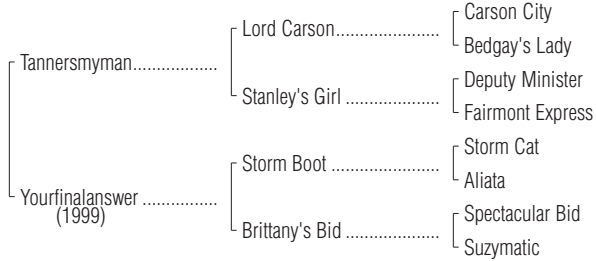 Carson City
Lord Carson
Bedgay's Lady
Tannersmyman
Deputy Minister
Stanley's Girl
Fairmont Express
Storm Cat
Storm Boot
Aliata
Yourfinalanswer
(1999)
Spectacular Bid
Brittany's Bid
Suzymatic